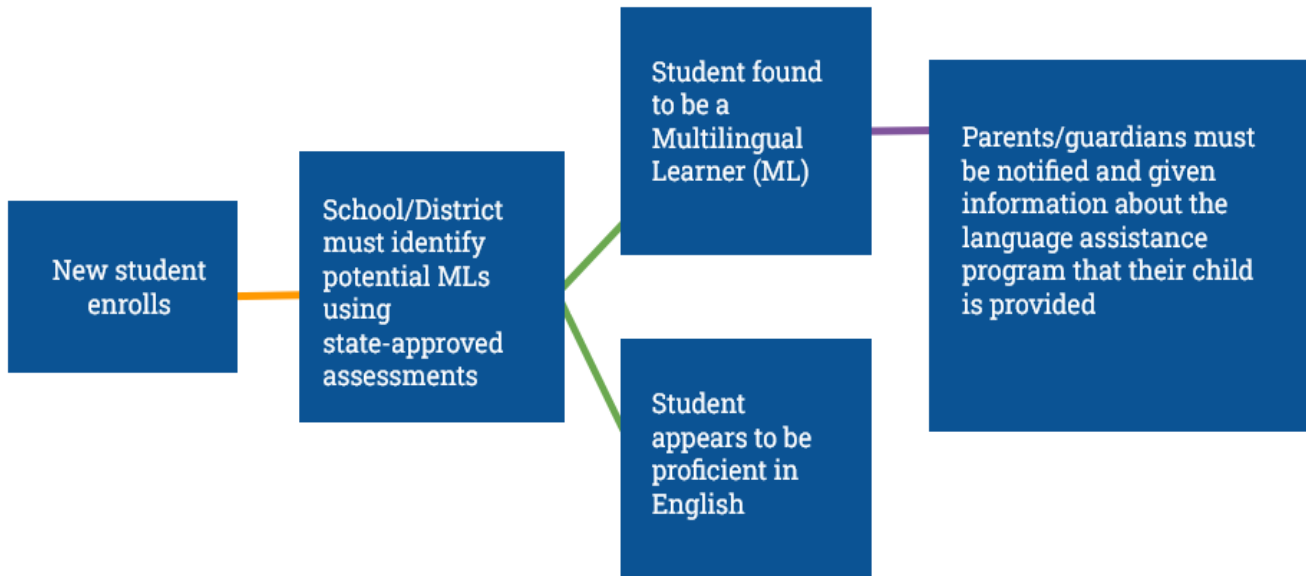 New student
enrolls
School/District
must identify
potential MLs
using
state-approved
assessments
Student found
to be a
Multilingual
Learner (ML)
Parents/guardians must
be notified and given
information about the
language assistance
program that their child
is provided
Student
appears to be
proficient in
English